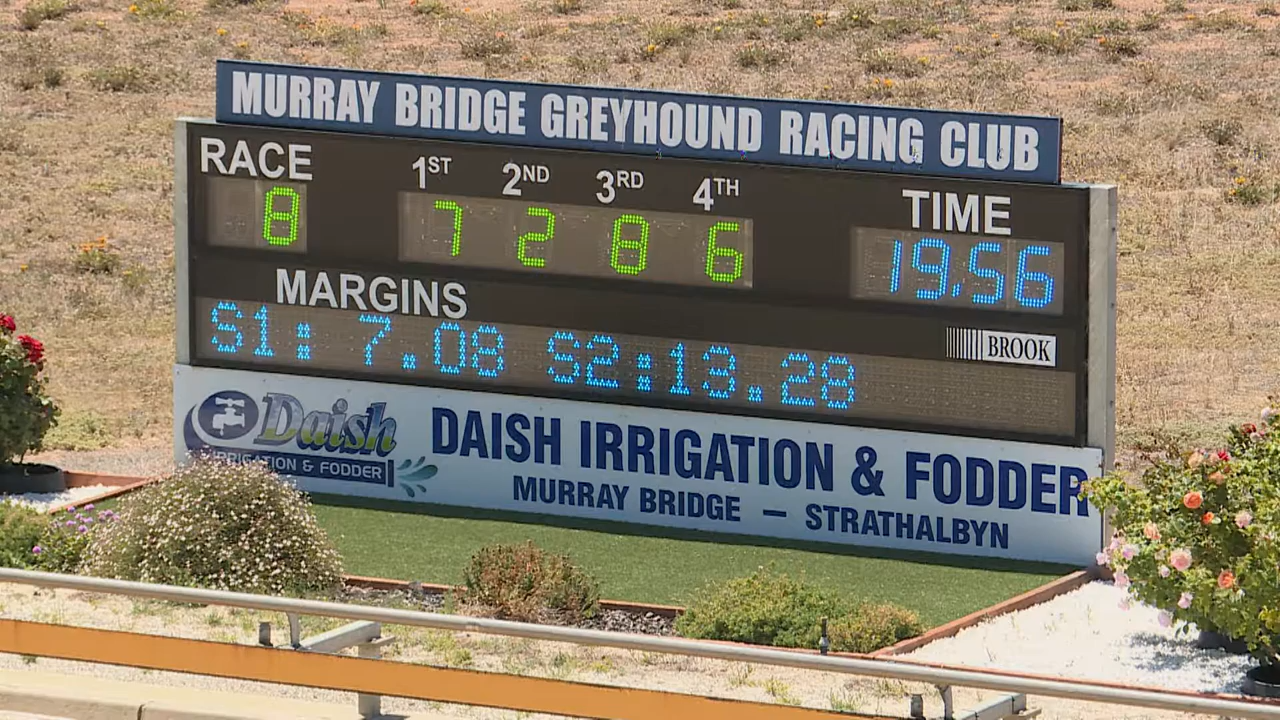 MURRAY BRIDGE GREYHOUND RACING CLUB
RACE 1ST 2ND 3RD 4TH TIME
8 7 2 8 6 19.56
MARGINS
BROOK
S1: 7.08 S2:13.28
Daish
IRRIGATION & FODDER
DAISH IRRIGATION & FODDER
MURRAY BRIDGE – STRATHALBYN